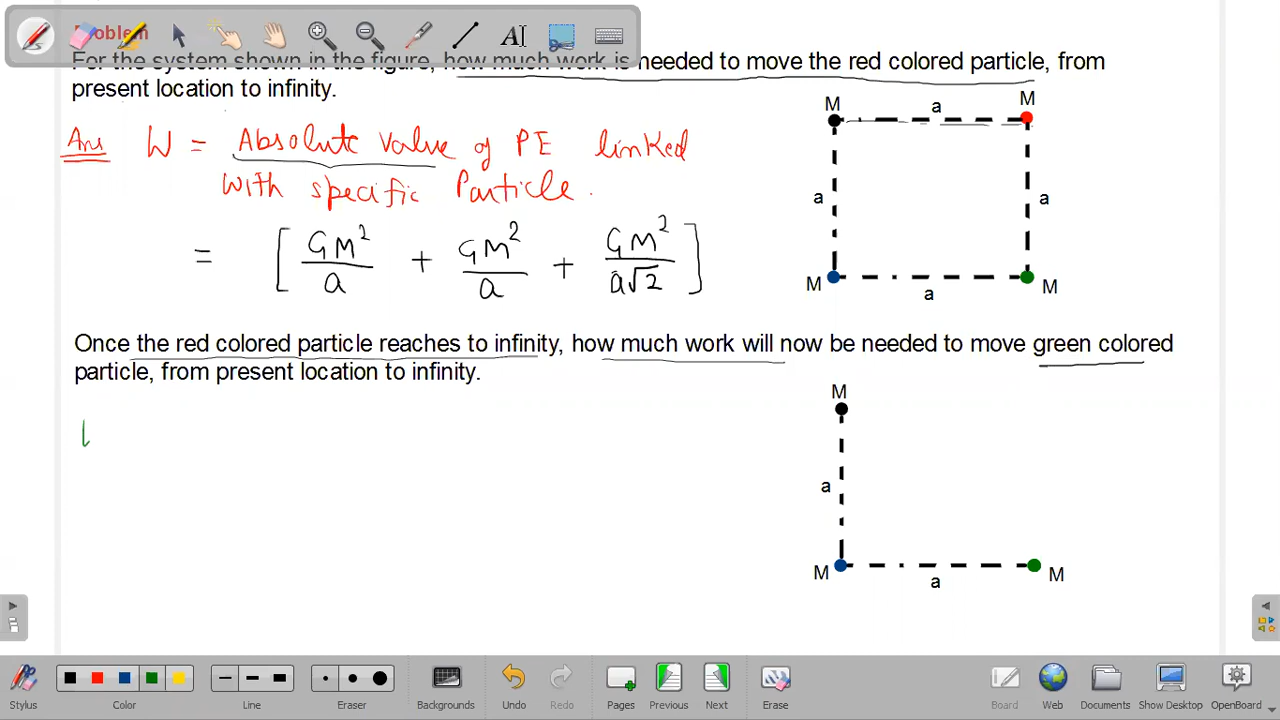 Problem
For the system shown in the figure, how much work is needed to move the red colored particle, from
present location to infinity.
M
a
M
Ans W = Absolute value of PE linked
with specific Particle.
a
a
= [GM²/a + GM²/a + GM²/a√2]
M
a
M
Once the red colored particle reaches to infinity, how much work will now be needed to move green colored
particle, from present location to infinity.
M
a
M
a
M
Stylus
Color
Line
Eraser
Backgrounds
Undo
Redo
Pages
Previous
Next
Erase
Board
Web
Documents
Show Desktop
OpenBoard